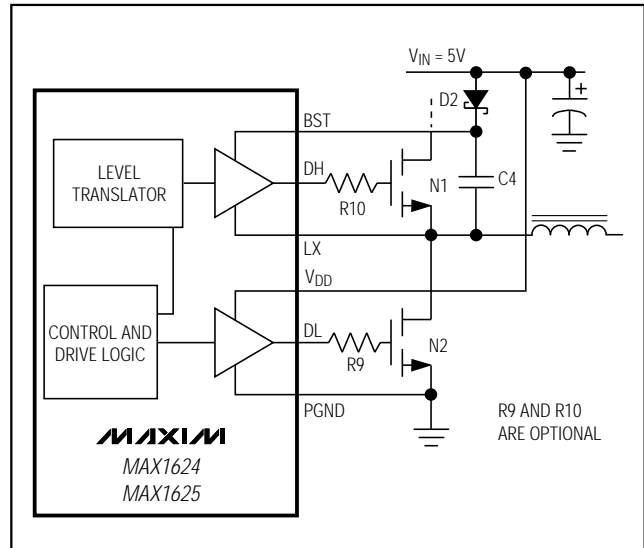 V_IN = 5V
D2
BST
LEVEL
TRANSLATOR
DH
R10
N1
C4
LX
V_DD
CONTROL AND
DRIVE LOGIC
DL
R9
N2
PGND
R9 AND R10
ARE OPTIONAL
MAXIM
MAX1624
MAX1625
+